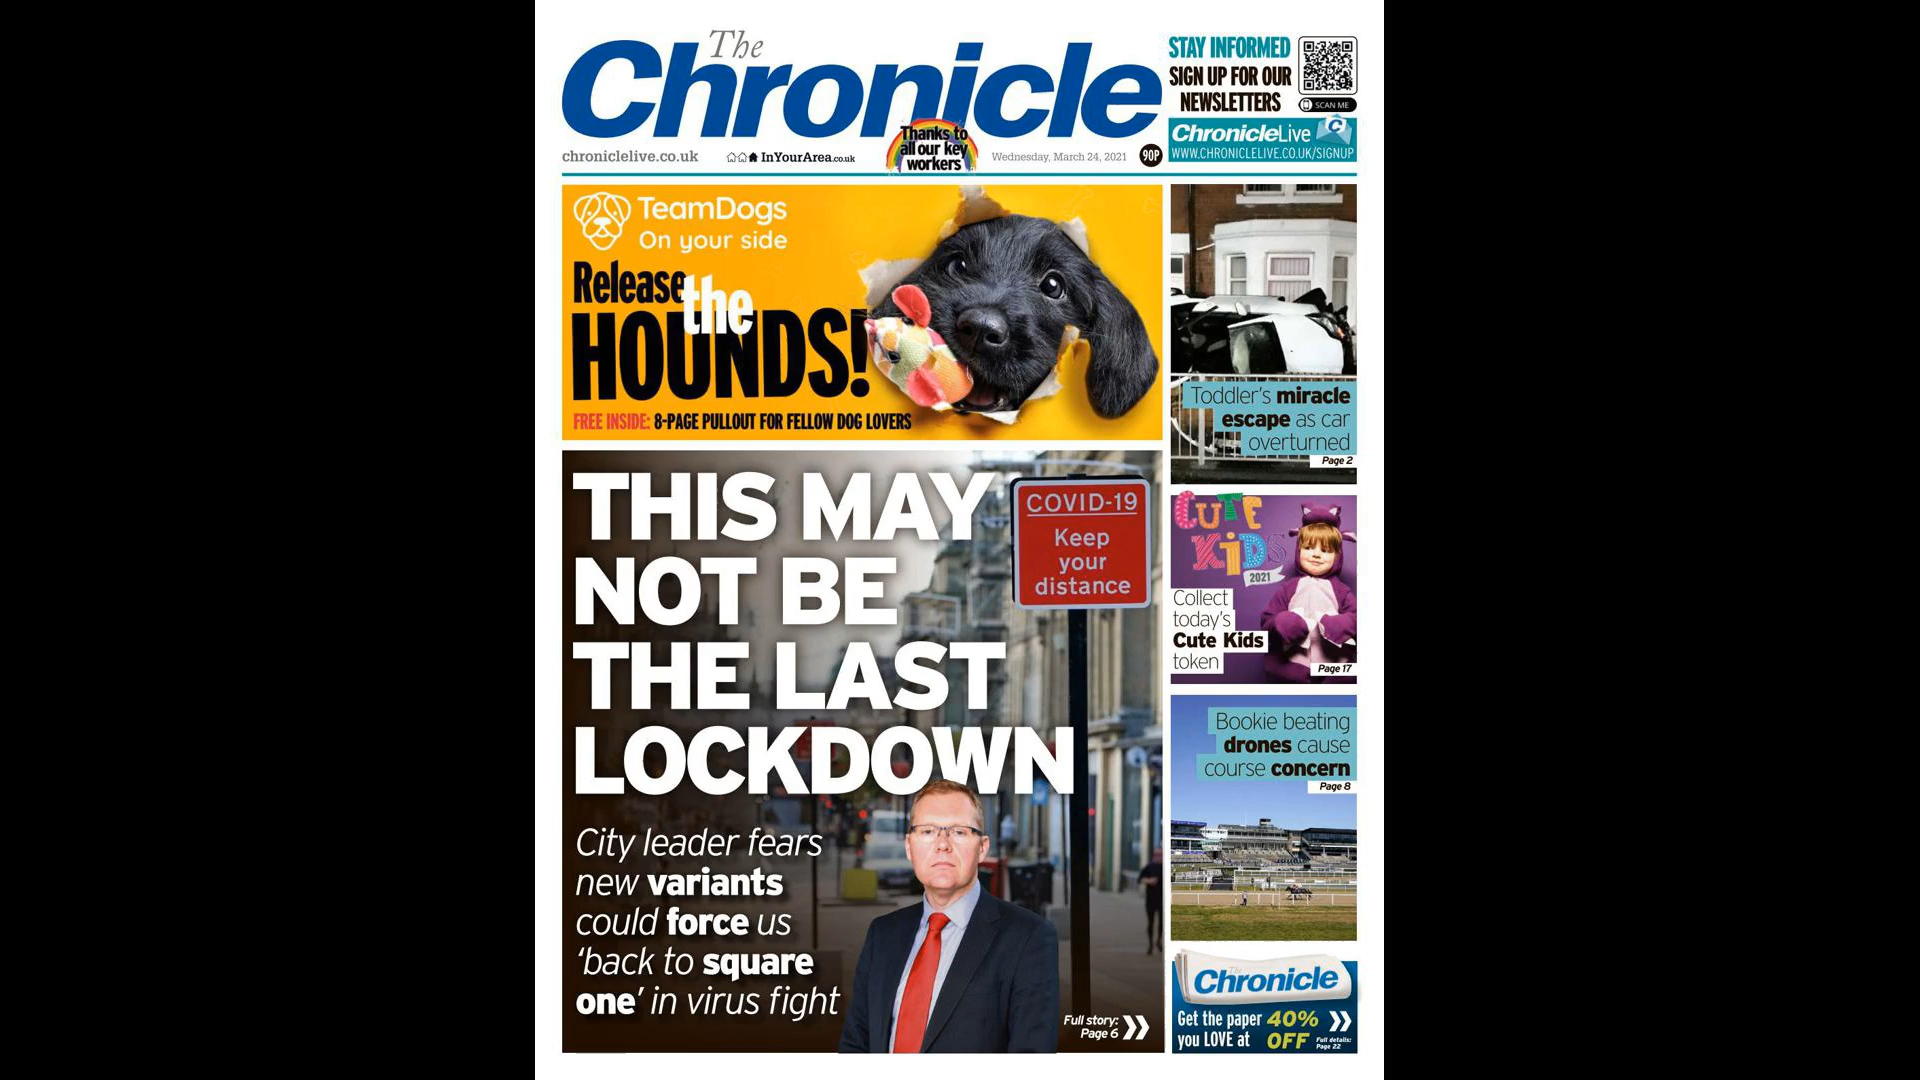 The
Chronicle
chroniclelive.co.uk
InYourArea.co.uk
Thanks to
all our key
workers
Wednesday, March 24, 2021
90P
STAY INFORMED
SIGN UP FOR OUR
NEWSLETTERS
SCAN ME
ChronicleLive
WWW.CHRONICLELIVE.CO.UK/SIGNUP
TeamDogs
On your side
Release
the
HOUNDS!
FREE INSIDE: 8-PAGE PULLOUT FOR FELLOW DOG LOVERS
Toddler's miracle
escape as car
overturned
Page 2
THIS MAY
NOT BE
THE LAST
LOCKDOWN
COVID-19
Keep
your
distance
City leader fears
new variants
could force us
‘back to square
one’ in virus fight
Full story:
Page 6
CUTE
KiDS
2021
Collect
today's
Cute Kids
token
Page 17
Bookie beating
drones cause
course concern
Page 8
The
Chronicle
Get the paper
you LOVE at
40%
OFF
Full details:
Page 22